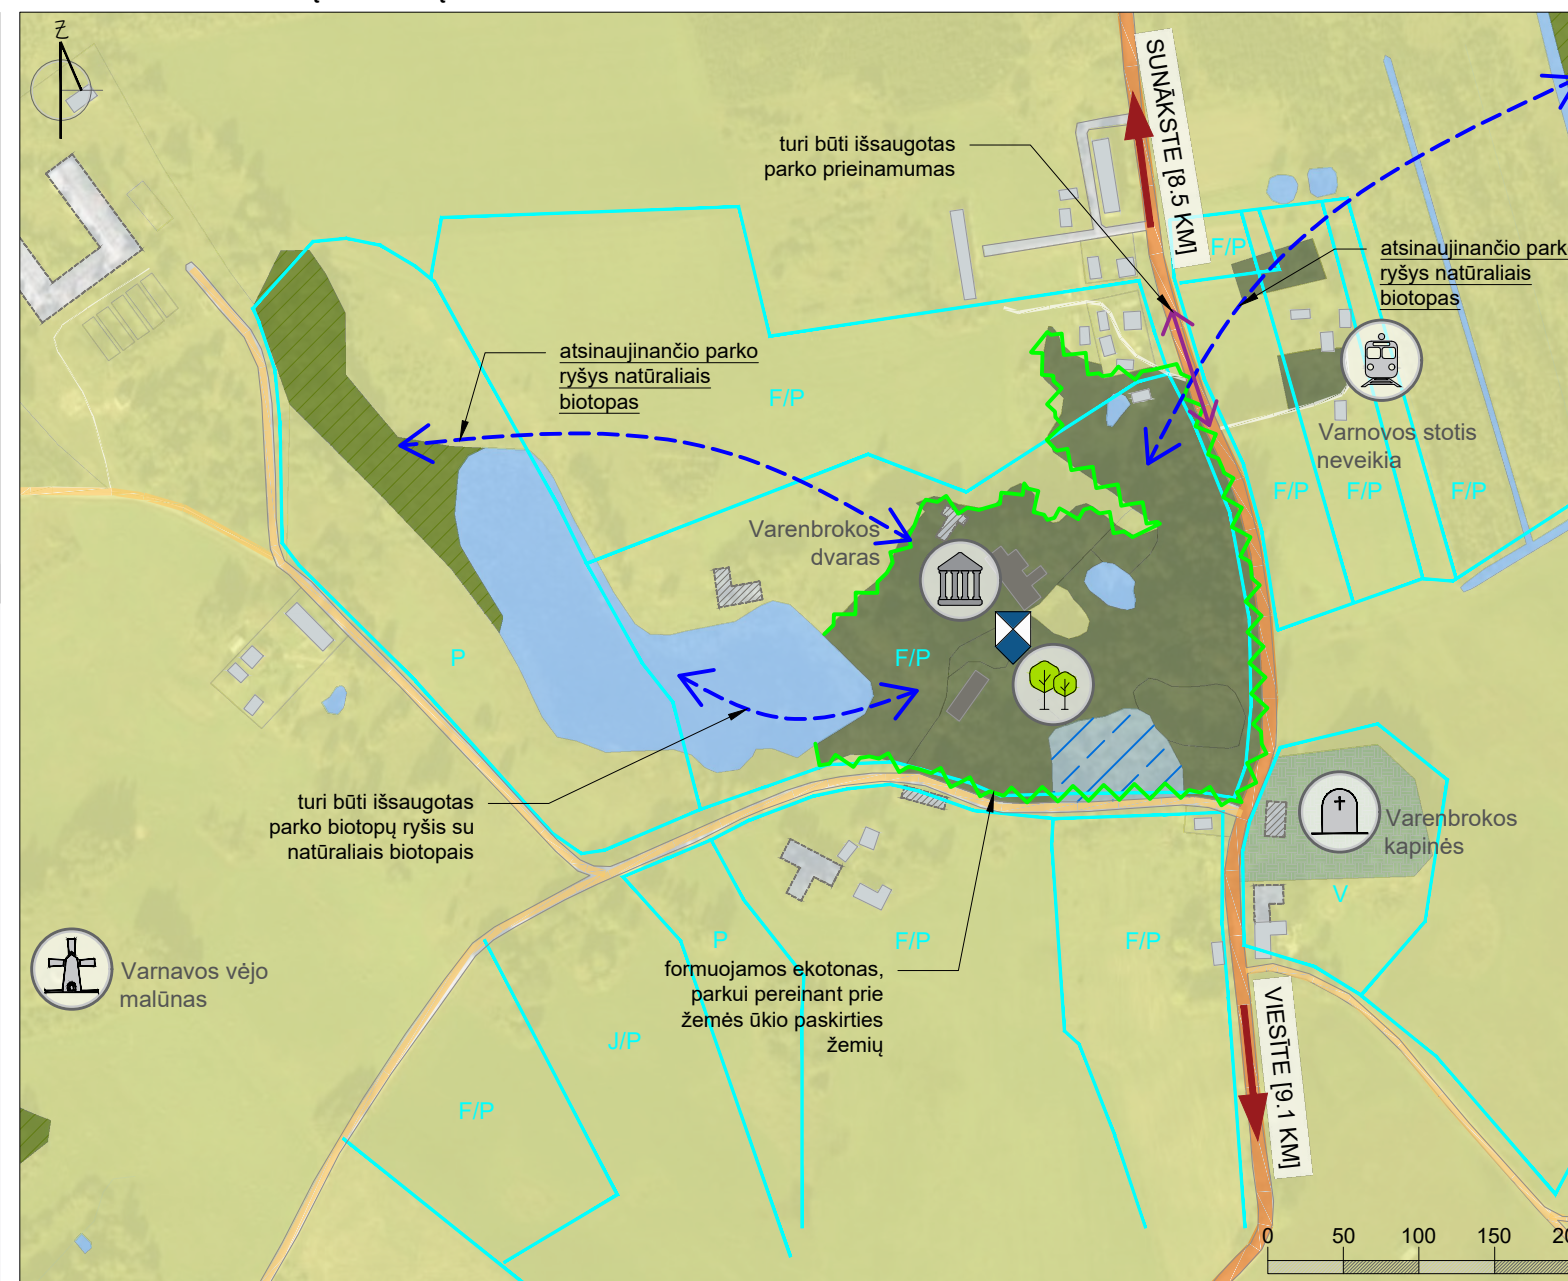 Z
SUNĀKSTE [8.5 KM]
turi būti išsaugotas
parko prieinamumas
F/P
atsinaujinančio park
ryšys natūraliais
biotopas
atsinaujinančio parko
ryšys natūraliais
biotopas
F/P
Varnovos stotis
neveikia
F/P
F/P
F/P
Varenbrokos
dvaras
P
F/P
turi būti išsaugotas
parko biotopų ryšis su
natūraliais biotopais
Varenbrokos
kapinės
V
P
F/P
F/P
Varnavos vėjo
malūnas
formuojamos ekotonas,
parkui pereinant prie
žemės ūkio paskirties
žemių
J/P
F/P
VIESĪTE [9.1 KM]
0 50 100 150 20